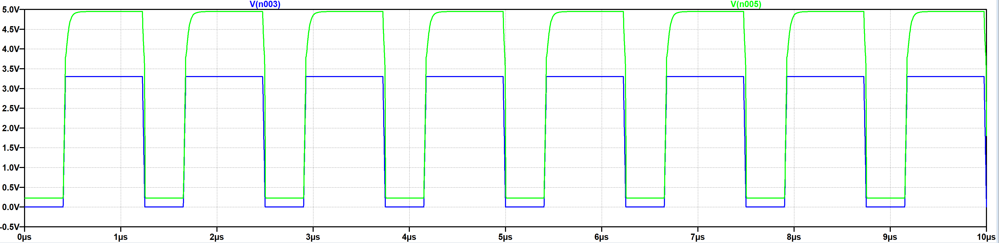 V(n003) V(n005)
5.0V
4.5V
4.0V
3.5V
3.0V
2.5V
2.0V
1.5V
1.0V
0.5V
0.0V
-0.5V
0µs 1µs 2µs 3µs 4µs 5µs 6µs 7µs 8µs 9µs 10µs